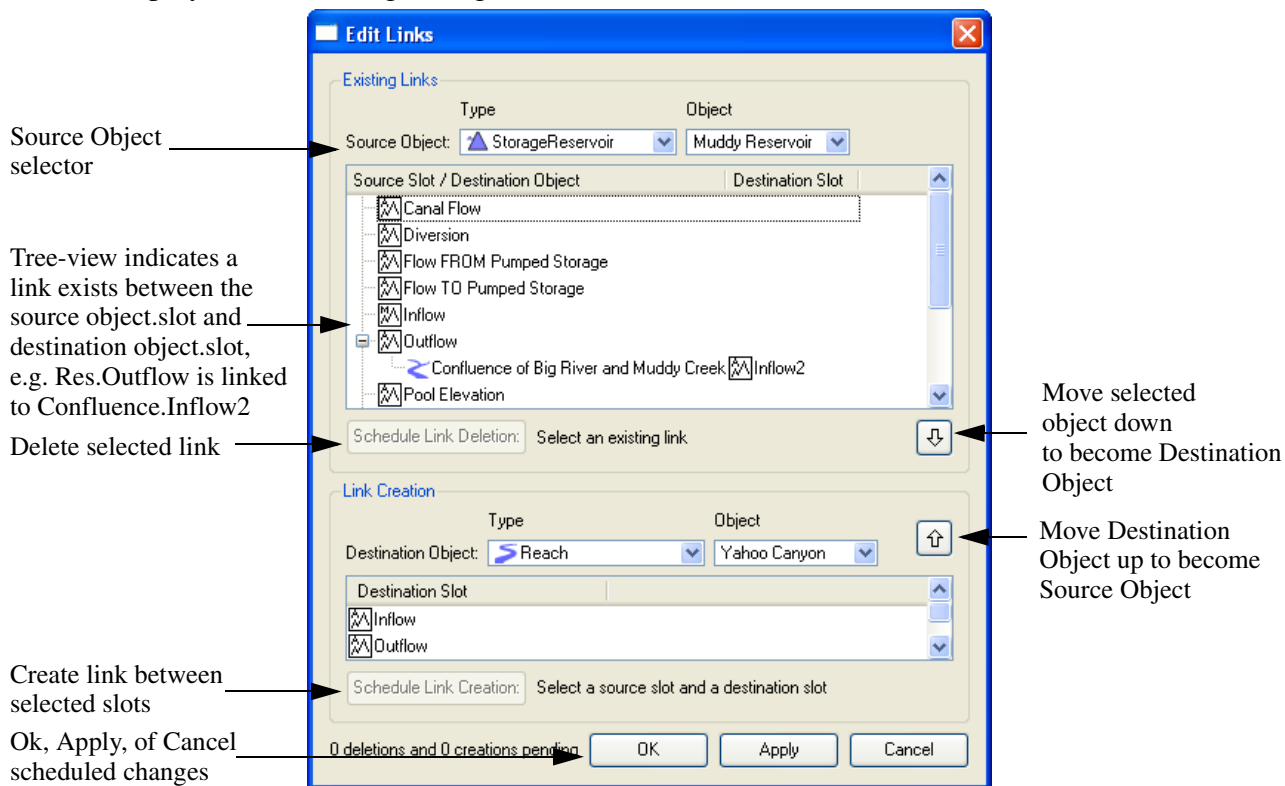 Edit Links
Existing Links
Type Object
Source Object: StorageReservoir Muddy Reservoir
Source Slot / Destination Object Destination Slot
Canal Flow
Diversion
Flow FROM Pumped Storage
Flow TO Pumped Storage
Inflow
Outflow
Confluence of Big River and Muddy Creek Inflow2
Pool Elevation
Schedule Link Deletion: Select an existing link
Link Creation
Type Object
Destination Object: Reach Yahoo Canyon
Destination Slot
Inflow
Outflow
Schedule Link Creation: Select a source slot and a destination slot
0 deletions and 0 creations pending OK Apply Cancel
Source Object
selector
Tree-view indicates a
link exists between the
source object.slot and
destination object.slot,
e.g. Res.Outflow is linked
to Confluence.Inflow2
Delete selected link
Create link between
selected slots
Ok, Apply, of Cancel
scheduled changes
Move selected
object down
to become Destination
Object
Move Destination
Object up to become
Source Object